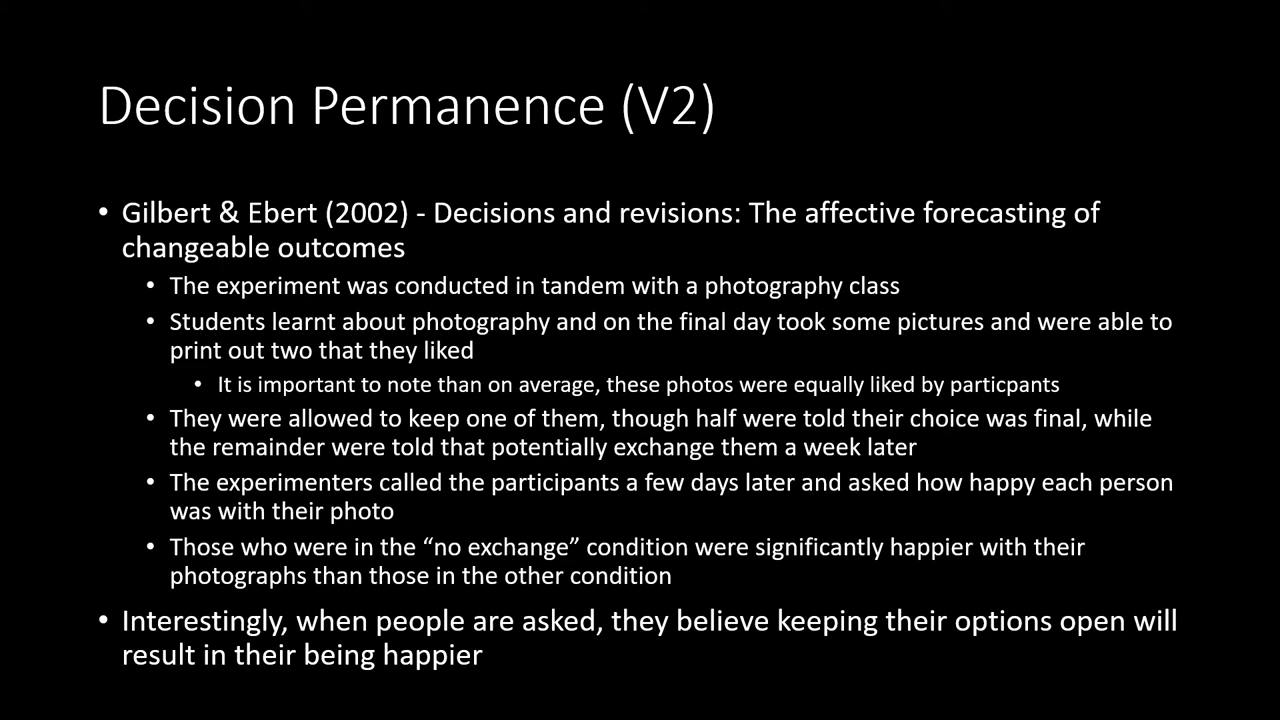 Decision Permanence (V2)
• Gilbert & Ebert (2002) - Decisions and revisions: The affective forecasting of
changeable outcomes
• The experiment was conducted in tandem with a photography class
• Students learnt about photography and on the final day took some pictures and were able to
print out two that they liked
• It is important to note than on average, these photos were equally liked by particpants
• They were allowed to keep one of them, though half were told their choice was final, while
the remainder were told that potentially exchange them a week later
• The experimenters called the participants a few days later and asked how happy each person
was with their photo
• Those who were in the “no exchange” condition were significantly happier with their
photographs than those in the other condition
• Interestingly, when people are asked, they believe keeping their options open will
result in their being happier